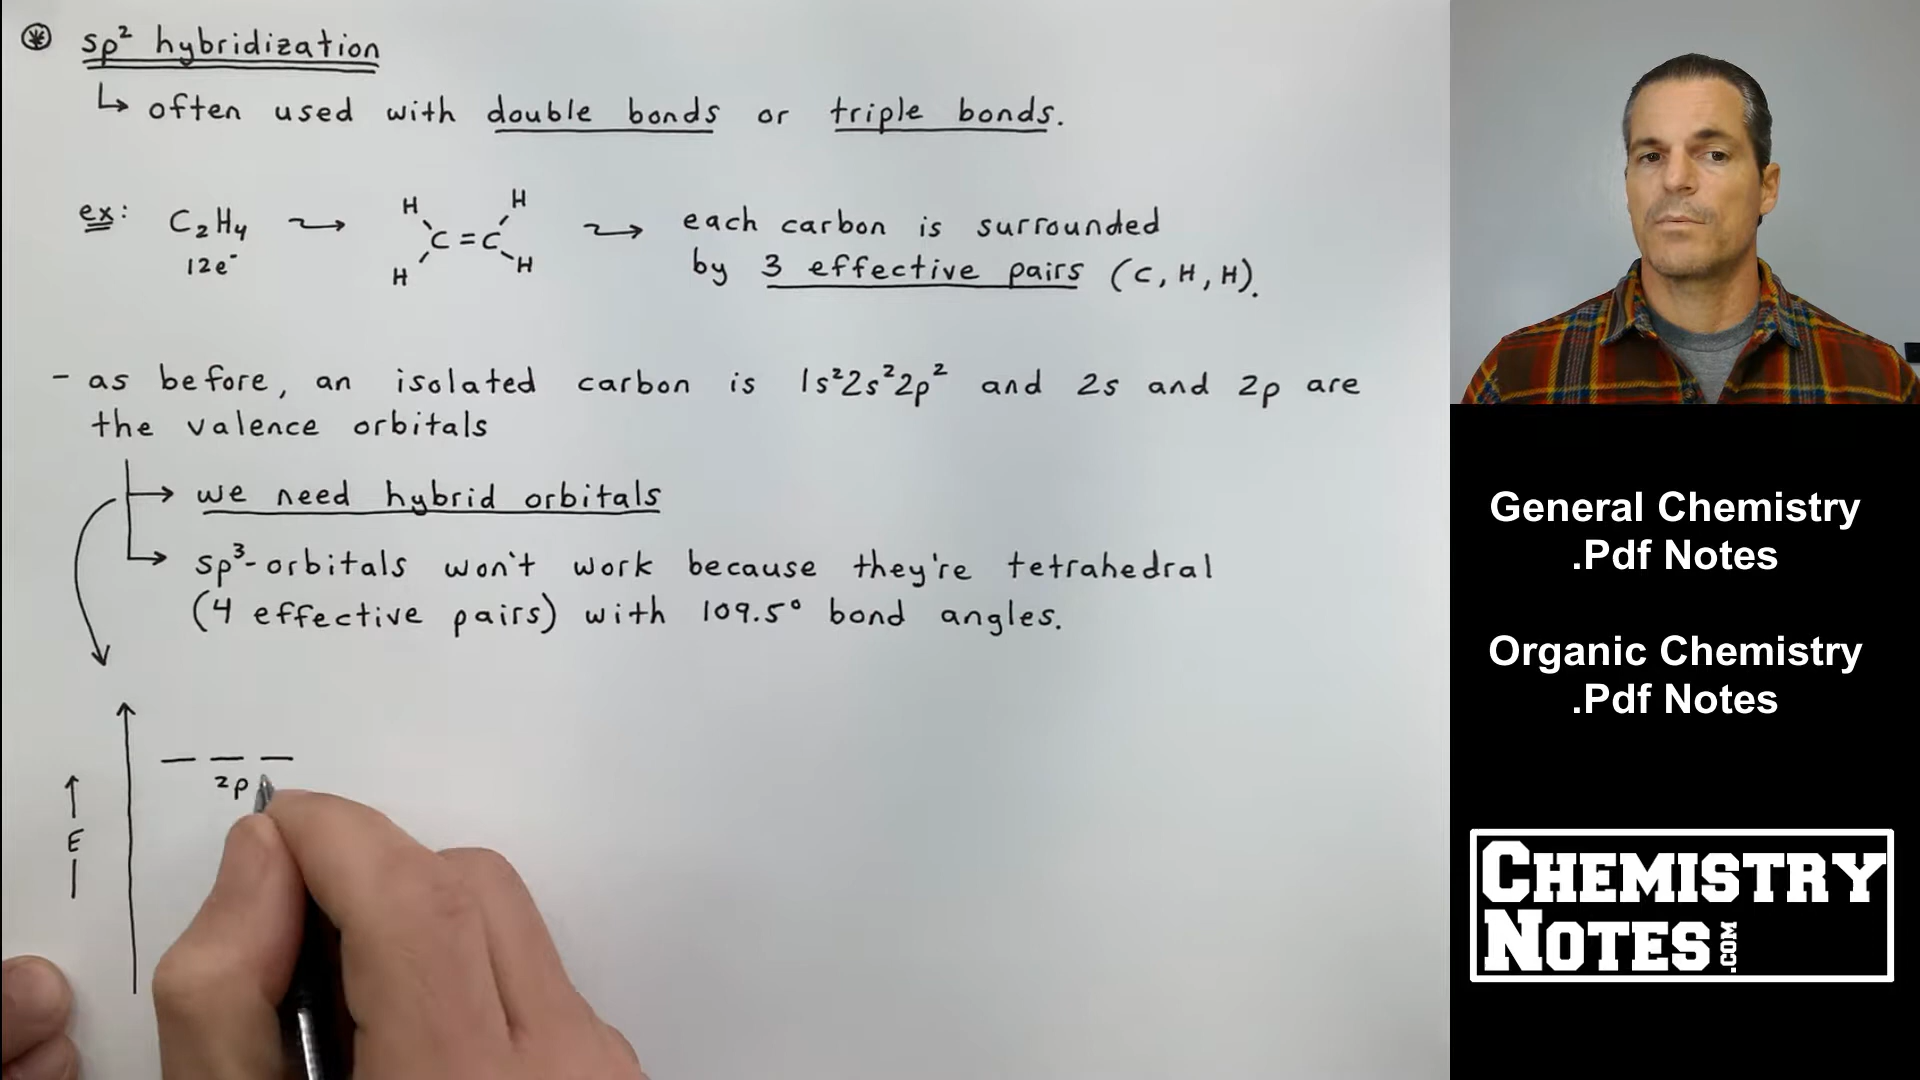 sp² hybridization
↳ often used with double bonds or triple bonds.
ex: C₂H₄ → H H C=C H H → each carbon is surrounded
12e⁻ by 3 effective pairs (C, H, H).
- as before, an isolated carbon is 1s²2s²2p² and 2s and 2p are
the valence orbitals
→ we need hybrid orbitals
→ sp³-orbitals won't work because they're tetrahedral
(4 effective pairs) with 109.5° bond angles.
2p
E
General Chemistry
.Pdf Notes
Organic Chemistry
.Pdf Notes
CHEMISTRY
NOTES.COM